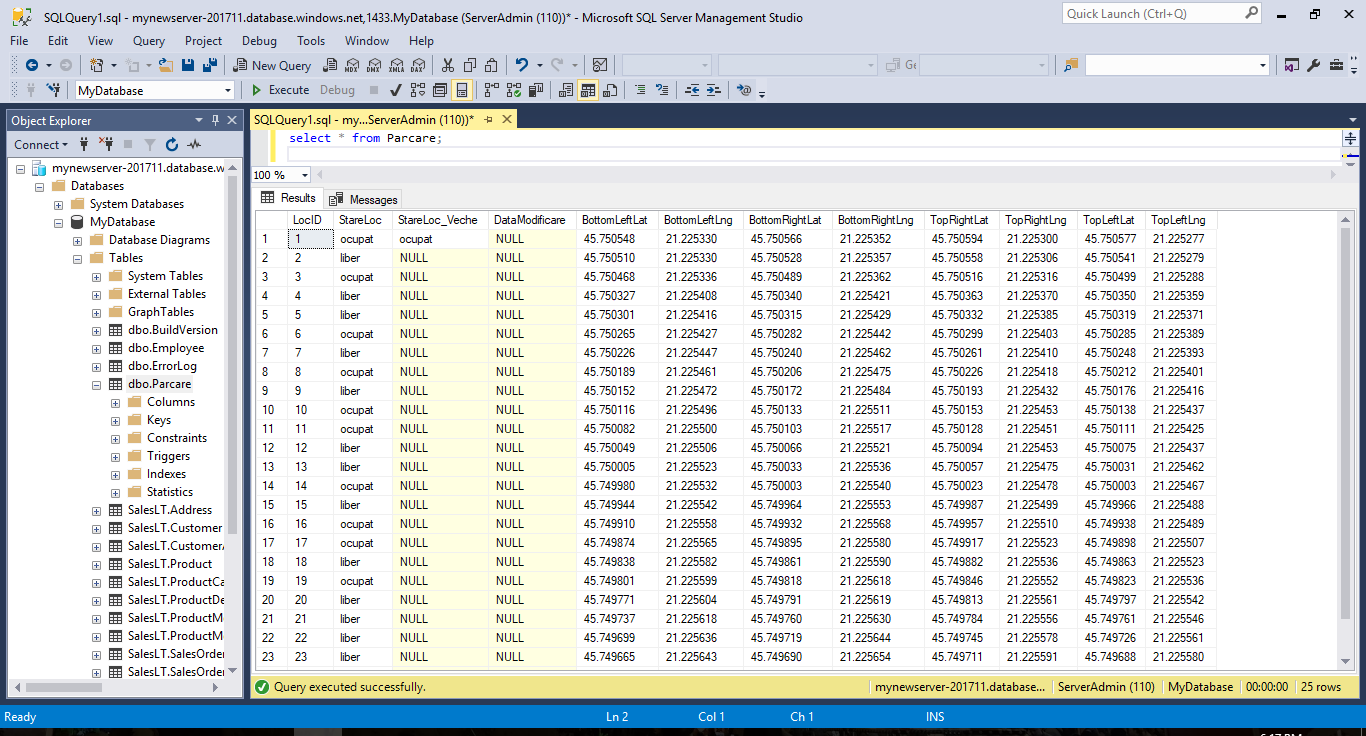 SQLQuery1.sql - mynewserver-201711.database.windows.net,1433.MyDatabase (ServerAdmin (110))* - Microsoft SQL Server Management Studio
Quick Launch (Ctrl+Q)
File Edit View Query Project Debug Tools Window Help
New Query MDX DMX XMLA DAX
MyDatabase Execute Debug
Object Explorer
Connect
mynewserver-201711.database.w
Databases
System Databases
MyDatabase
Database Diagrams
Tables
System Tables
External Tables
GraphTables
dbo.BuildVersion
dbo.Employee
dbo.ErrorLog
dbo.Parcare
Columns
Keys
Constraints
Triggers
Indexes
Statistics
SalesLT.Address
SalesLT.Customer
SalesLT.Customer
SalesLT.Product
SalesLT.ProductCa
SalesLT.ProductDe
SalesLT.ProductM
SalesLT.ProductM
SalesLT.SalesOrder
SalesLT.SalesOrder
SQLQuery1.sql - my...ServerAdmin (110))*
select * from Parcare;
100 %
Results Messages
LocID StareLoc StareLoc_Veche DataModificare BottomLeftLat BottomLeftLng BottomRightLat BottomRightLng TopRightLat TopRightLng TopLeftLat TopLeftLng
1 1 ocupat ocupat NULL 45.750548 21.225330 45.750566 21.225352 45.750594 21.225300 45.750577 21.225277
2 2 liber NULL NULL 45.750510 21.225330 45.750528 21.225357 45.750558 21.225306 45.750541 21.225279
3 3 ocupat NULL NULL 45.750468 21.225336 45.750489 21.225362 45.750516 21.225316 45.750499 21.225288
4 4 liber NULL NULL 45.750327 21.225408 45.750340 21.225421 45.750363 21.225370 45.750350 21.225359
5 5 liber NULL NULL 45.750301 21.225416 45.750315 21.225429 45.750332 21.225385 45.750319 21.225371
6 6 ocupat NULL NULL 45.750265 21.225427 45.750282 21.225442 45.750299 21.225403 45.750285 21.225389
7 7 liber NULL NULL 45.750226 21.225447 45.750240 21.225462 45.750261 21.225410 45.750248 21.225393
8 8 ocupat NULL NULL 45.750189 21.225461 45.750206 21.225475 45.750226 21.225418 45.750212 21.225401
9 9 liber NULL NULL 45.750152 21.225472 45.750172 21.225484 45.750193 21.225432 45.750176 21.225416
10 10 ocupat NULL NULL 45.750116 21.225496 45.750133 21.225511 45.750153 21.225453 45.750138 21.225437
11 11 ocupat NULL NULL 45.750082 21.225500 45.750103 21.225517 45.750128 21.225451 45.750111 21.225425
12 12 liber NULL NULL 45.750049 21.225506 45.750066 21.225521 45.750094 21.225453 45.750075 21.225437
13 13 liber NULL NULL 45.750005 21.225523 45.750033 21.225536 45.750057 21.225475 45.750031 21.225462
14 14 ocupat NULL NULL 45.749980 21.225532 45.750003 21.225540 45.750023 21.225478 45.750003 21.225467
15 15 liber NULL NULL 45.749944 21.225542 45.749964 21.225553 45.749987 21.225499 45.749966 21.225488
16 16 ocupat NULL NULL 45.749910 21.225558 45.749932 21.225568 45.749957 21.225510 45.749938 21.225489
17 17 ocupat NULL NULL 45.749874 21.225565 45.749895 21.225580 45.749917 21.225523 45.749898 21.225507
18 18 liber NULL NULL 45.749838 21.225582 45.749861 21.225590 45.749882 21.225536 45.749863 21.225523
19 19 ocupat NULL NULL 45.749801 21.225599 45.749818 21.225618 45.749846 21.225552 45.749823 21.225536
20 20 liber NULL NULL 45.749771 21.225604 45.749791 21.225619 45.749813 21.225561 45.749797 21.225542
21 21 liber NULL NULL 45.749737 21.225618 45.749760 21.225630 45.749784 21.225556 45.749761 21.225546
22 22 liber NULL NULL 45.749699 21.225636 45.749719 21.225644 45.749745 21.225578 45.749726 21.225561
23 23 liber NULL NULL 45.749665 21.225643 45.749690 21.225654 45.749711 21.225591 45.749688 21.225580
Query executed successfully. mynewserver-201711.database... ServerAdmin (110) MyDatabase 00:00:00 25 rows
Ready Ln 2 Col 1 Ch 1 INS